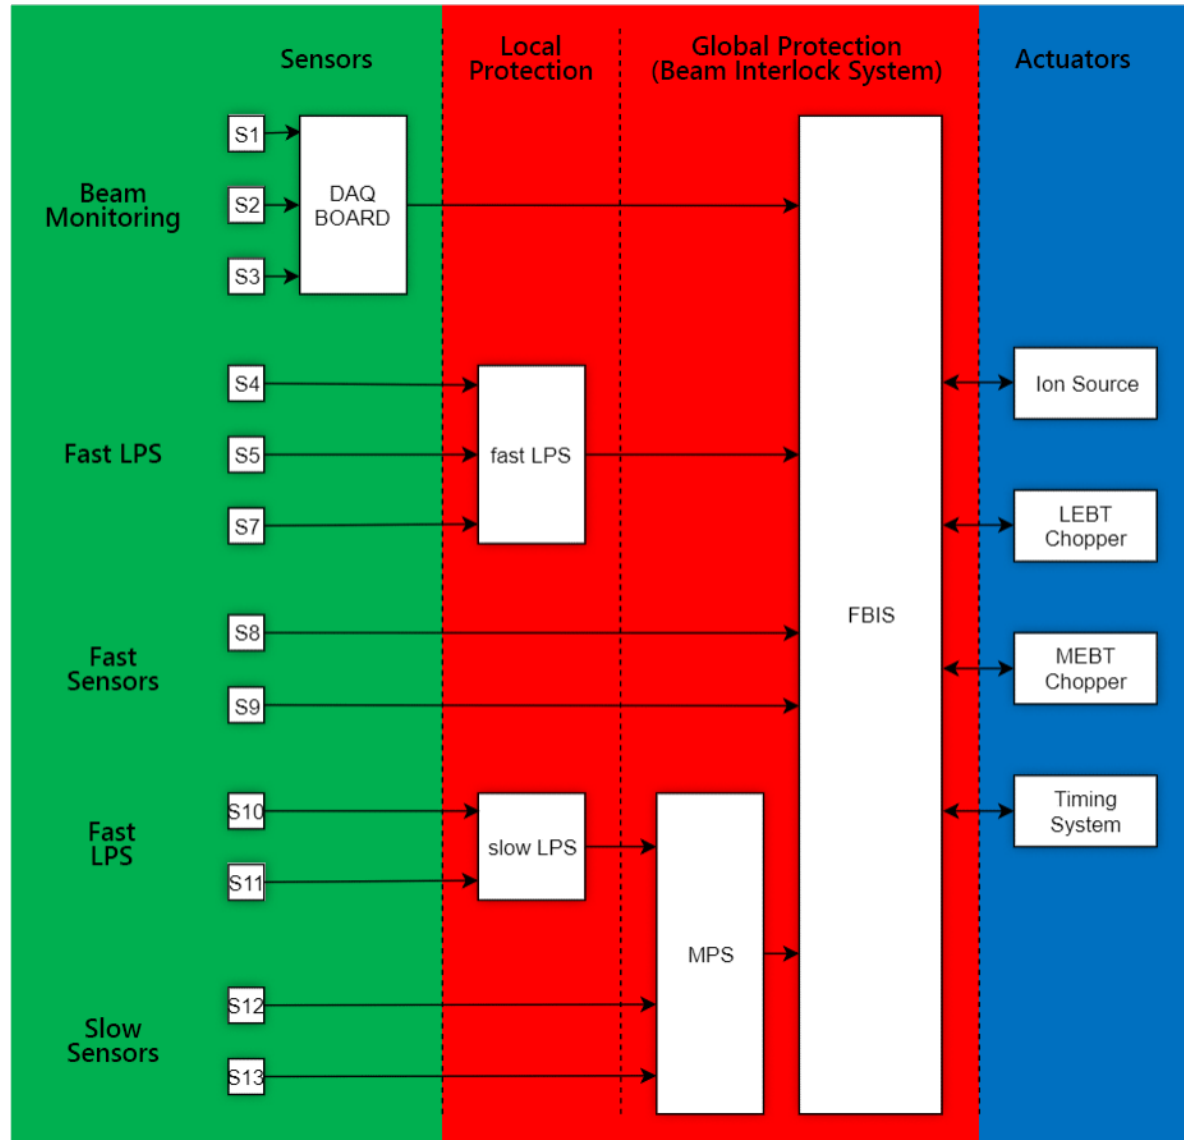 Sensors
Local
Protection
Global Protection
(Beam Interlock System)
Actuators
Beam
Monitoring
S1
S2
S3
DAQ
BOARD
Fast LPS
S4
S5
S7
fast LPS
Fast
Sensors
S8
S9
Fast
LPS
S10
S11
slow LPS
Slow
Sensors
S12
S13
MPS
FBIS
Ion Source
LEBT
Chopper
MEBT
Chopper
Timing
System